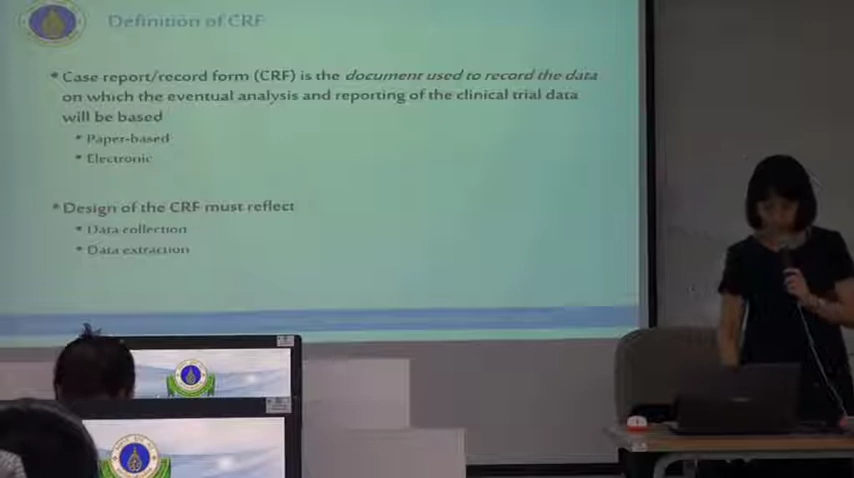 Definition of CRF
* Case report/record form (CRF) is the document used to record the data
on which the eventual analysis and reporting of the clinical trial data
will be based
* Paper-based
* Electronic
* Design of the CRF must reflect
* Data collection
* Data extraction